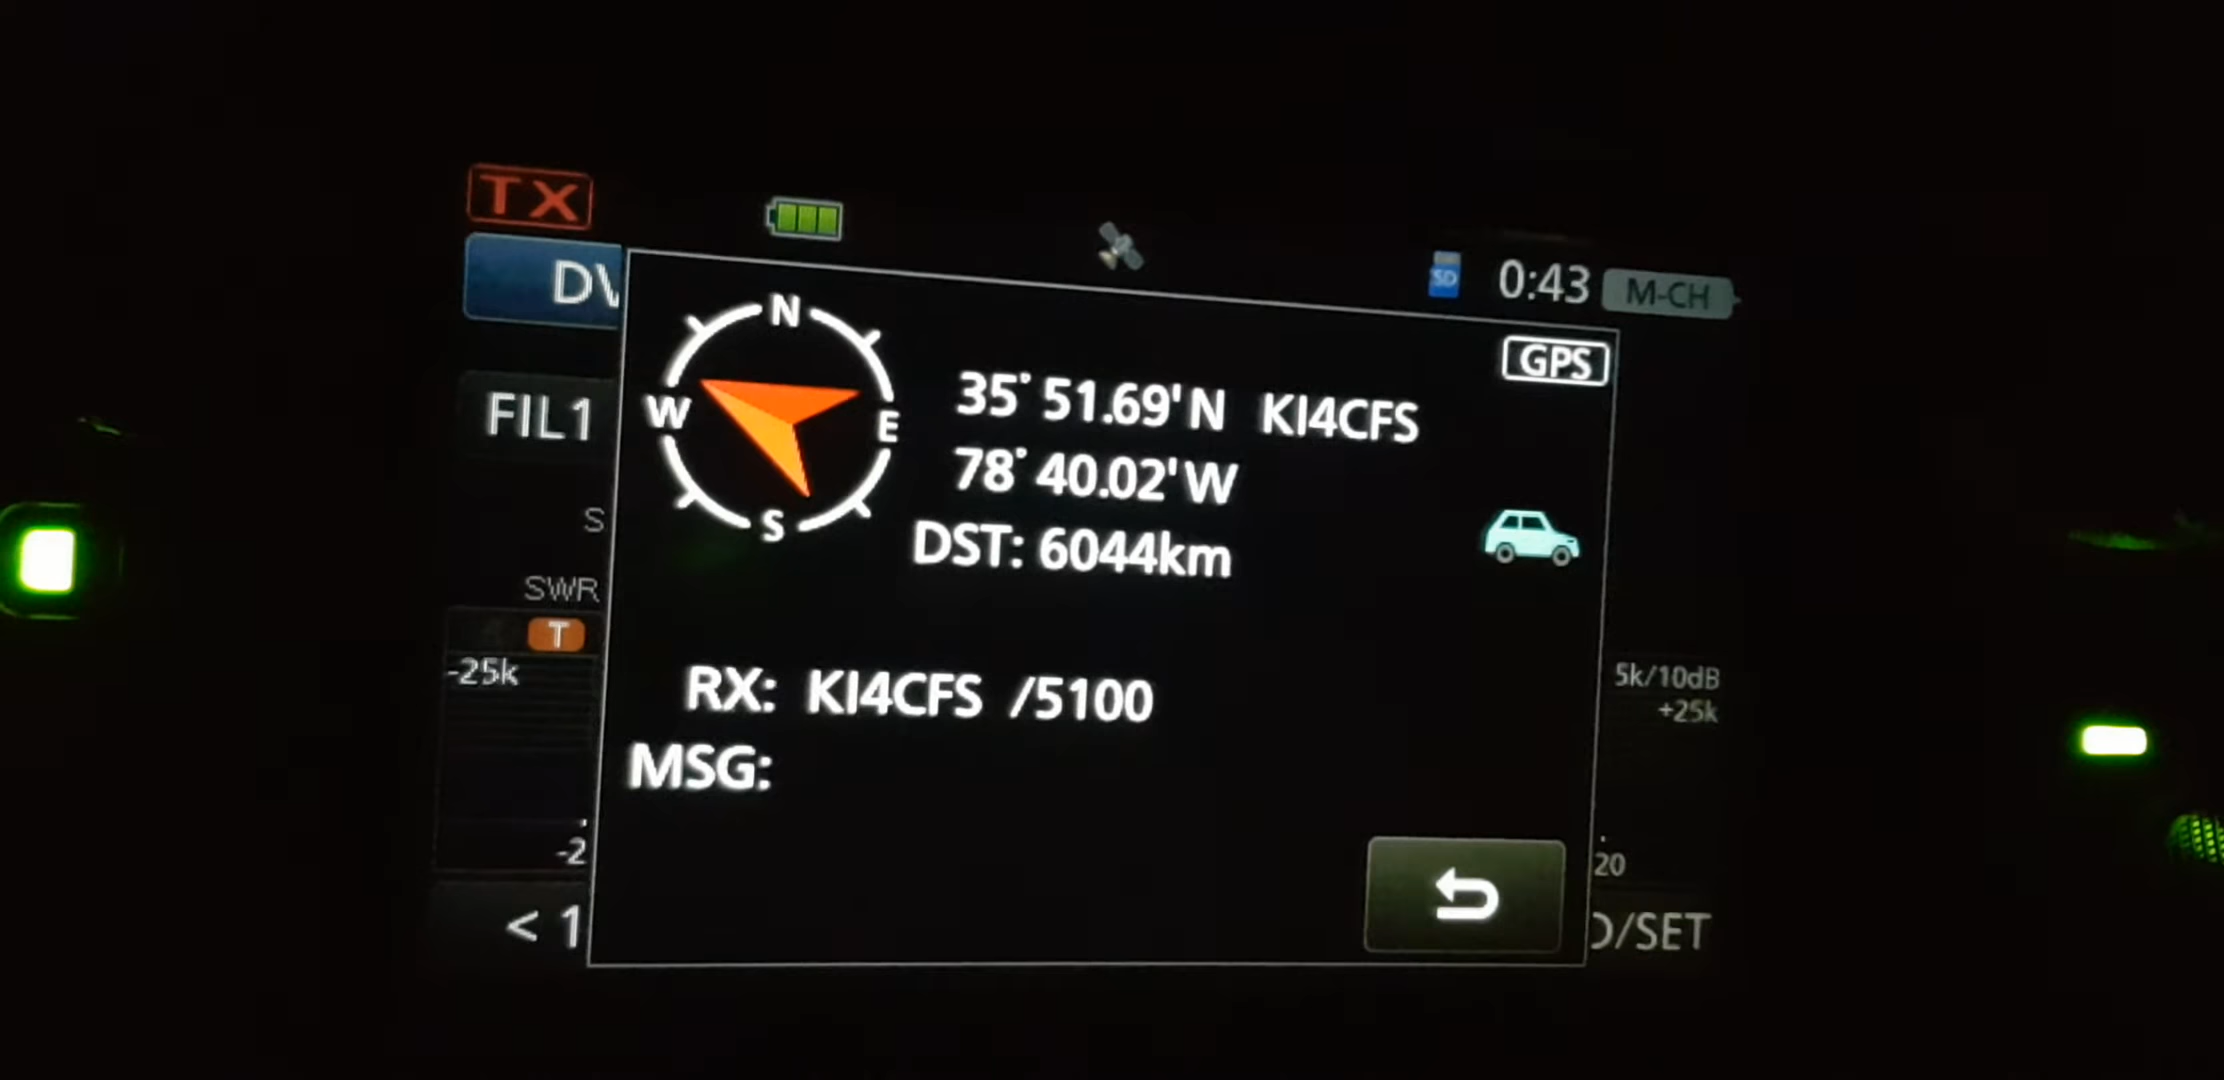 TX
SD 0:43 M-CH
DV
GPS
N
W E
S
35° 51.69'N KI4CFS
78° 40.02'W
DST: 6044km
FIL1
S
SWR
T
-25k
5k/10dB
+25k
RX: KI4CFS /5100
MSG:
-2
20
< 1
D/SET